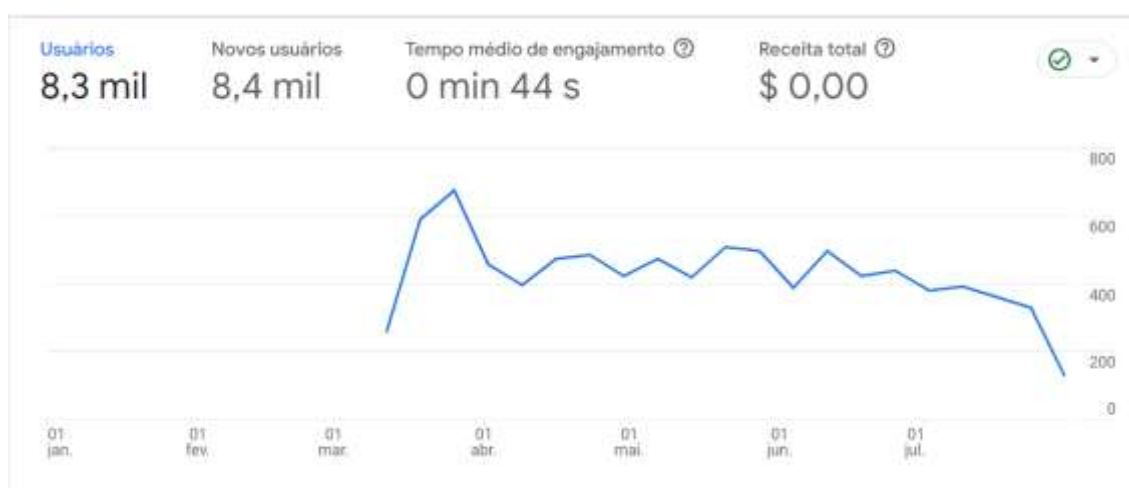 Usuários Novos usuários Tempo médio de engajamento Receita total
8,3 mil 8,4 mil 0 min 44 s $ 0,00
800
600
400
200
0
01 01 01 01 01 01 01
jan. fev. mar. abr. mai. jun. jul.